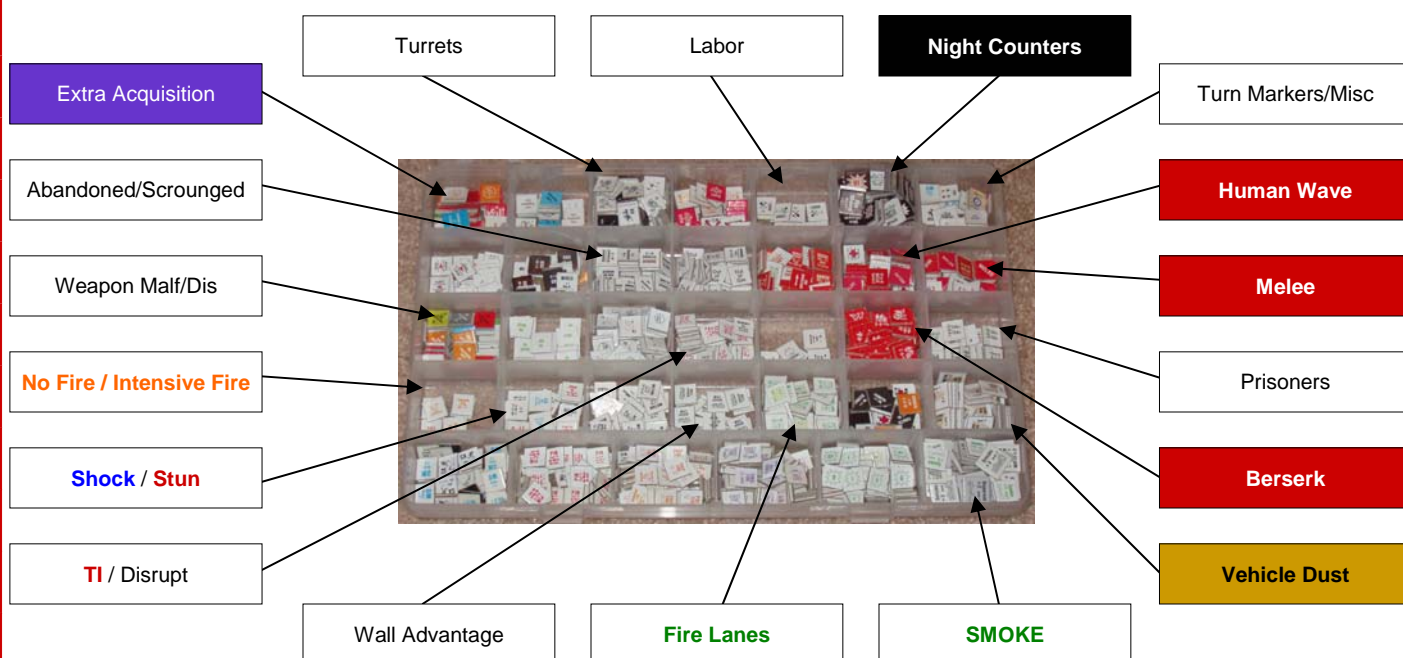 Turrets
Labor
Night Counters
Extra Acquisition
Turn Markers/Misc
Abandoned/Scrounged
Human Wave
Weapon Malf/Dis
Melee
No Fire / Intensive Fire
Prisoners
Shock / Stun
Berserk
TI / Disrupt
Vehicle Dust
Wall Advantage
Fire Lanes
SMOKE